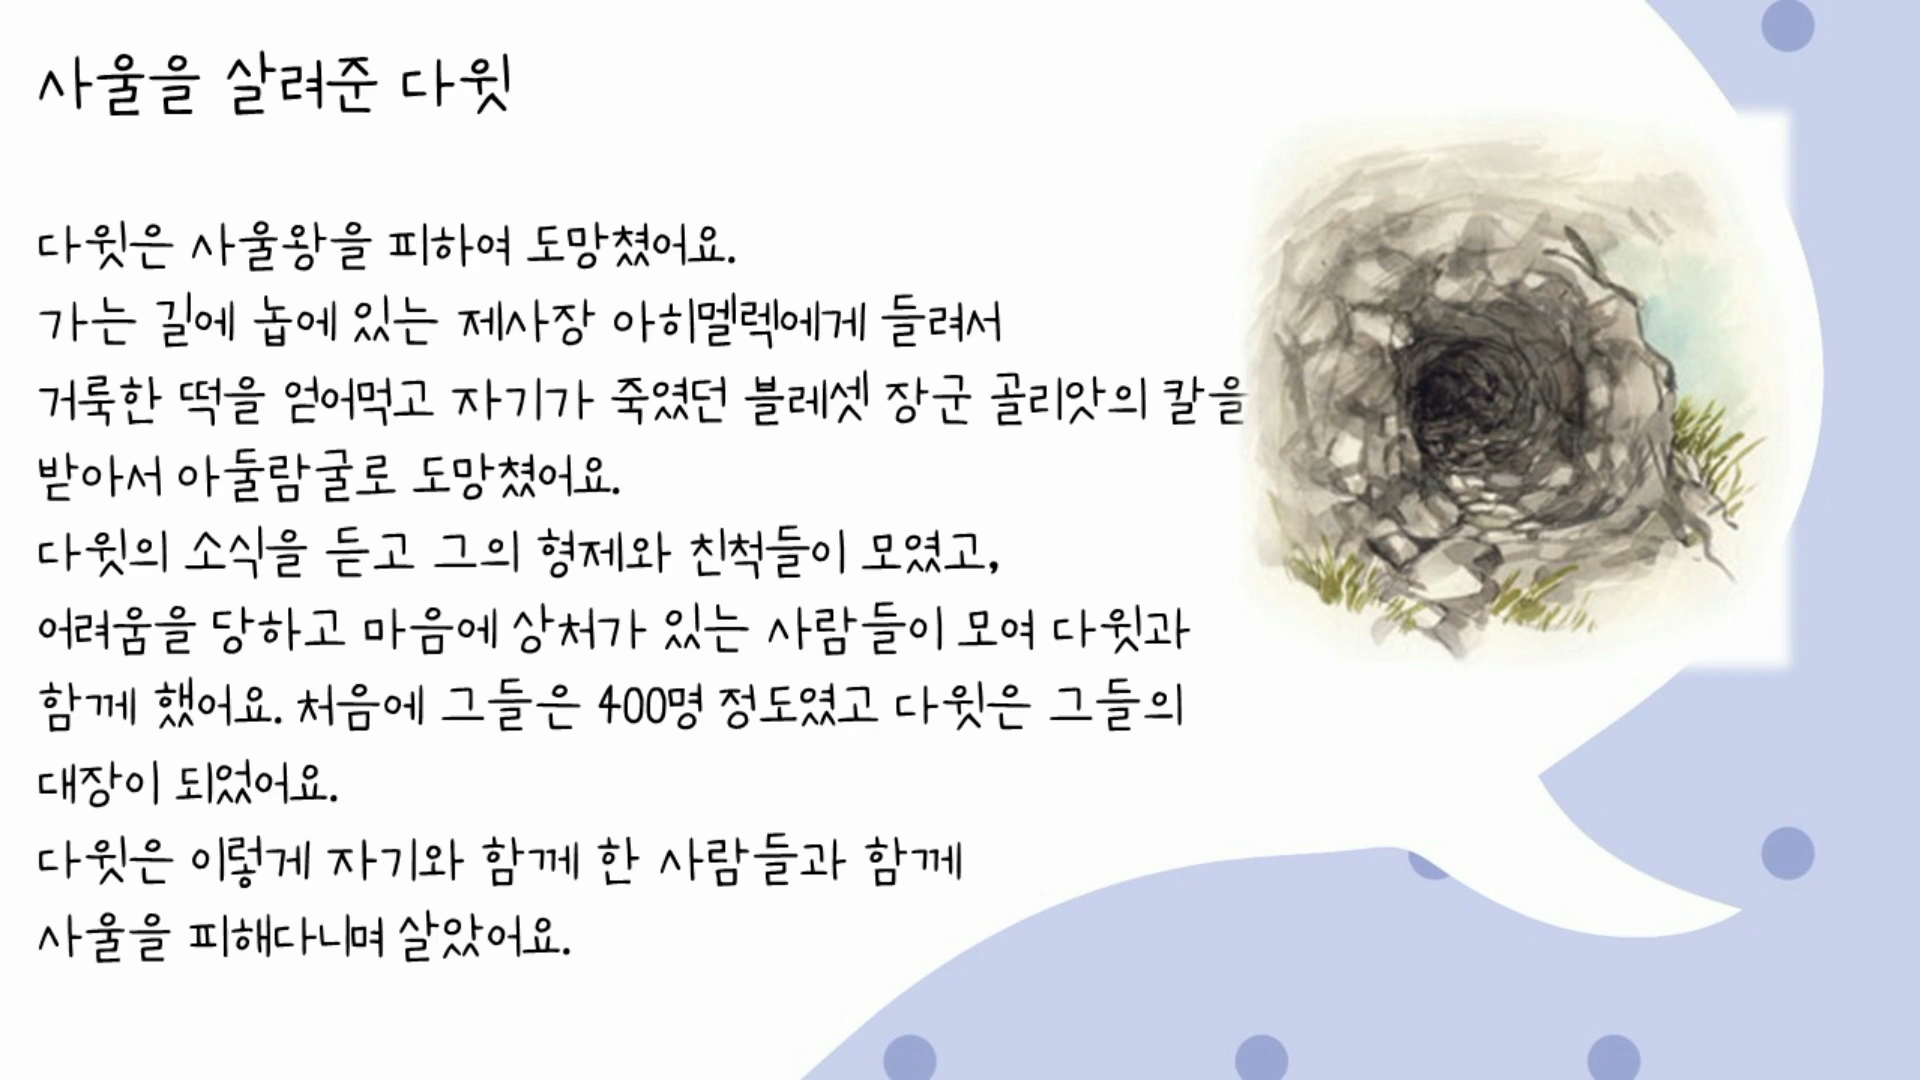 사울을 살려준 다윗
다윗은 사울왕을 피하여 도망쳤어요.
가는 길에 놉에 있는 제사장 아히멜렉에게 들려서
거룩한 떡을 얻어먹고 자기가 죽였던 블레셋 장군 골리앗의 칼을
받아서 아둘람굴로 도망쳤어요.
다윗의 소식을 듣고 그의 형제와 친척들이 모였고,
어려움을 당하고 마음에 상처가 있는 사람들이 모여 다윗과
함께 했어요. 처음에 그들은 400명 정도였고 다윗은 그들의
대장이 되었어요.
다윗은 이렇게 자기와 함께 한 사람들과 함께
사울을 피해다니며 살았어요.